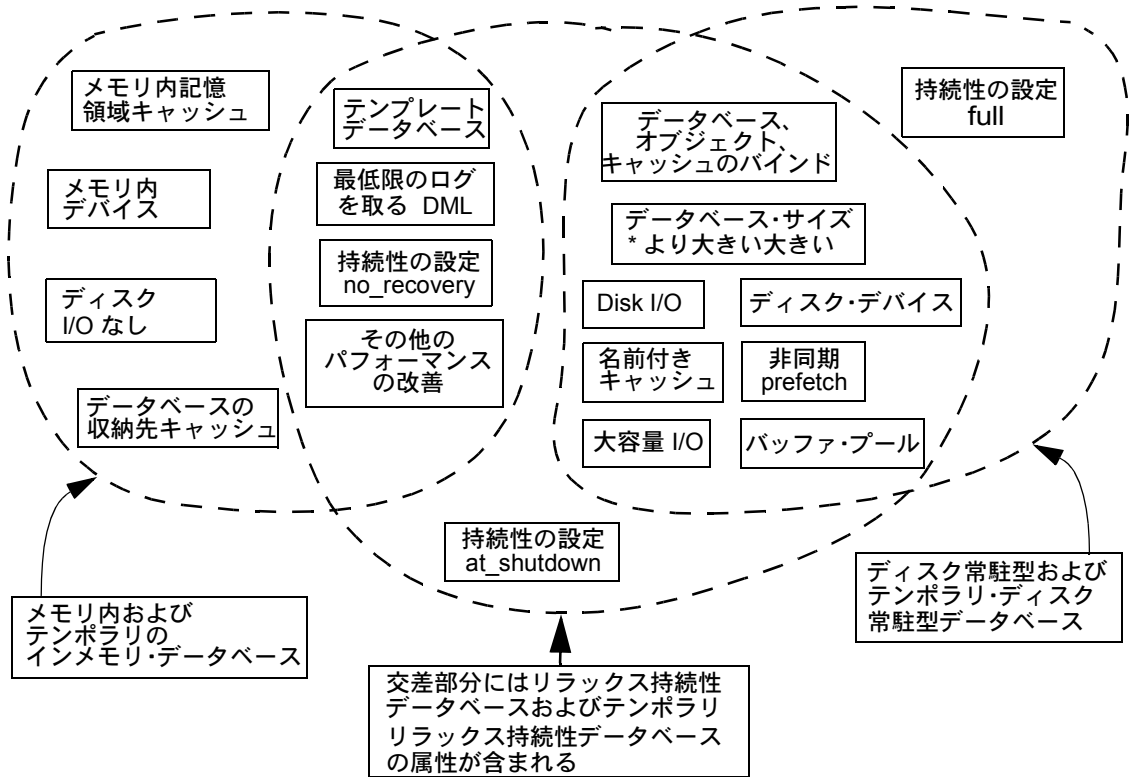 メモリ内記憶
領域キャッシュ
メモリ内
デバイス
ディスク
I/O なし
データベースの
収納先キャッシュ
テンプレート
データベース
最低限のログ
を取る DML
持続性の設定
no_recovery
その他の
パフォーマンス
の改善
データベース、
オブジェクト、
キャッシュのバインド
データベース・サイズ
* より大きい大きい
Disk I/O
ディスク・デバイス
名前付き
キャッシュ
非同期
prefetch
大容量 I/O
バッファ・プール
持続性の設定
full
持続性の設定
at_shutdown
メモリ内および
テンポラリの
インメモリ・データベース
交差部分にはリラックス持続性
データベースおよびテンポラリ
リラックス持続性データベース
の属性が含まれる
ディスク常駐型および
テンポラリ・ディスク
常駐型データベース